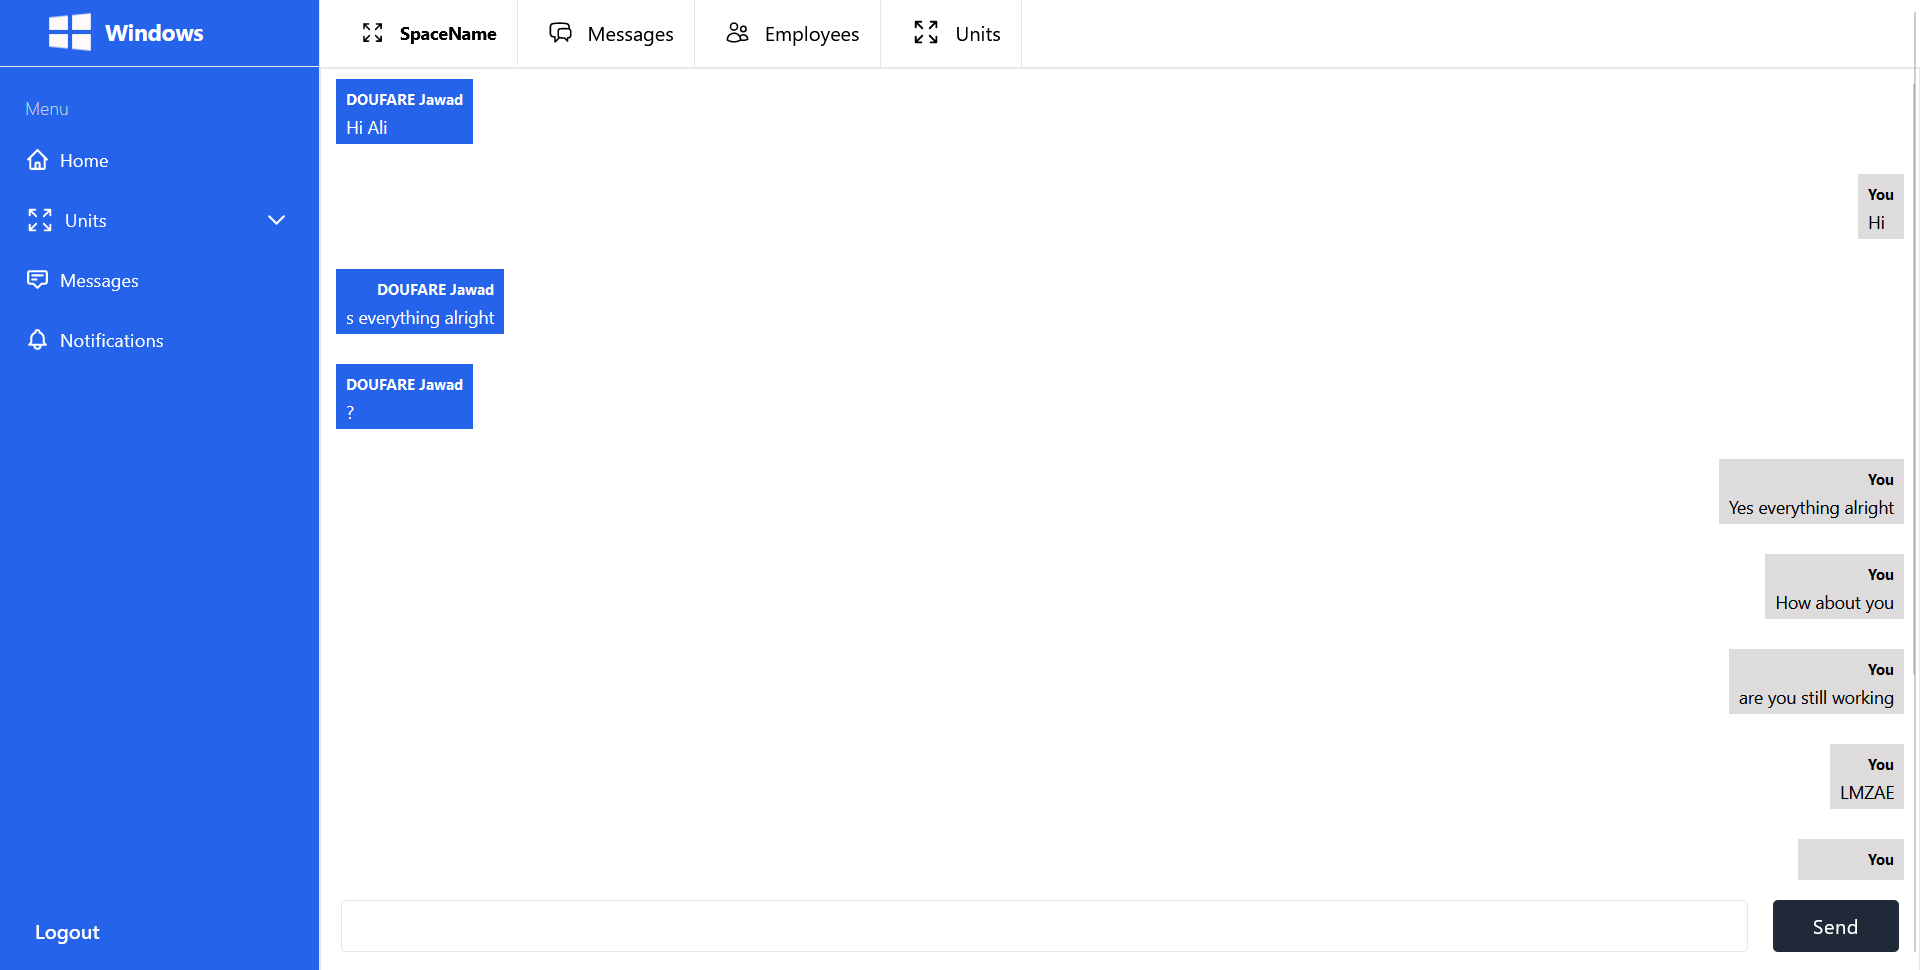 Windows
SpaceName
Messages
Employees
Units
Menu
Home
Units
Messages
Notifications
Logout
DOUFARE Jawad
Hi Ali
You
Hi
DOUFARE Jawad
s everything alright
DOUFARE Jawad
?
You
Yes everything alright
You
How about you
You
are you still working
You
LMZAE
You
Send